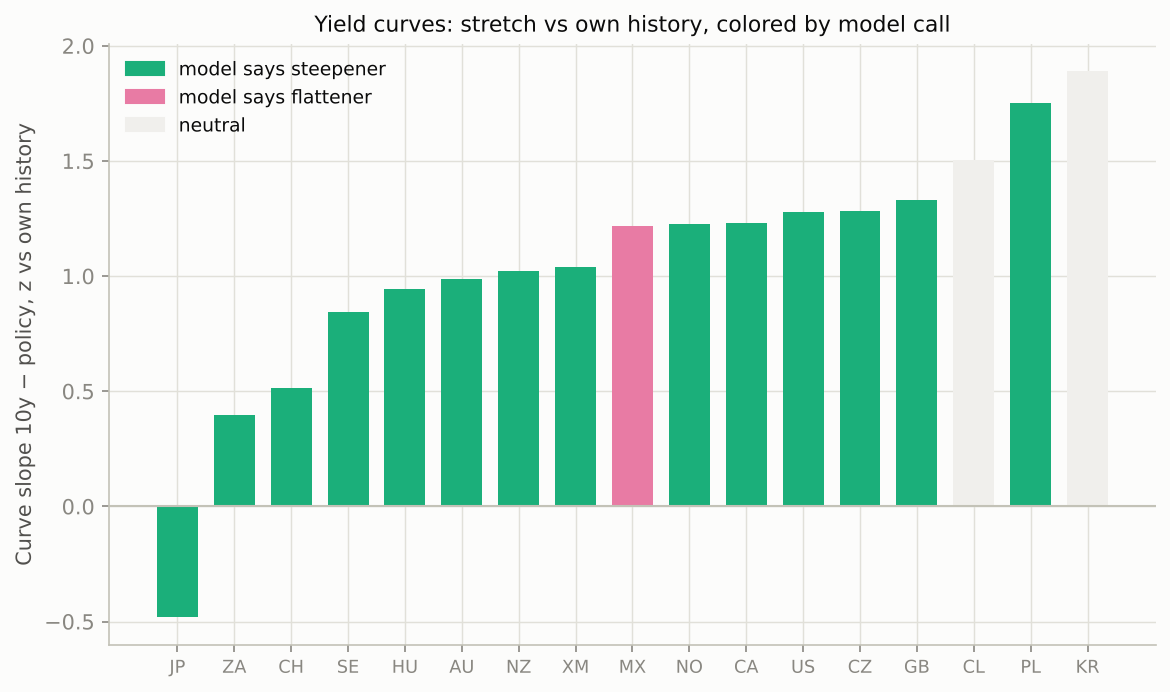 Yield curves: stretch vs own history, colored by model call
model says steepener
model says flattener
neutral
Curve slope 10y − policy, z vs own history
2.0
1.5
1.0
0.5
0.0
−0.5
JP ZA CH SE HU AU NZ XM MX NO CA US CZ GB CL PL KR